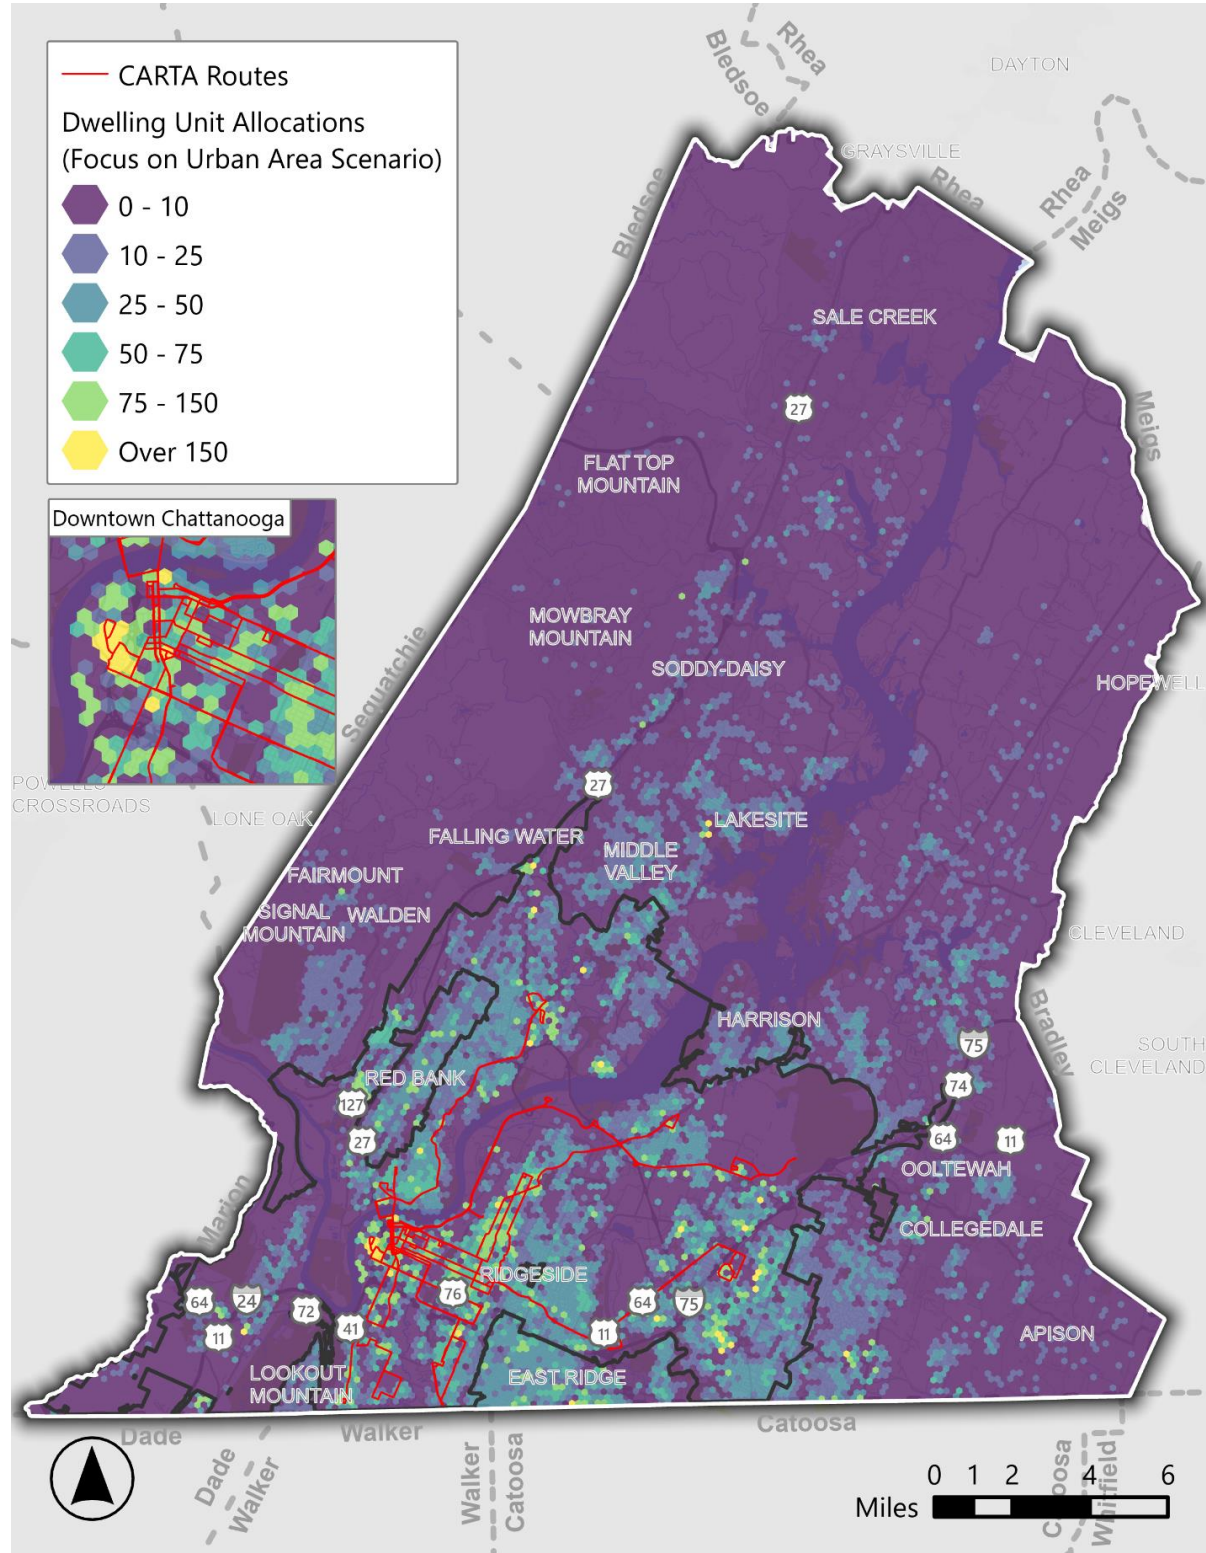 CARTA Routes
Dwelling Unit Allocations
(Focus on Urban Area Scenario)
0 - 10
10 - 25
25 - 50
50 - 75
75 - 150
Over 150
Downtown Chattanooga
Rhea
Bledsoe
DAYTON
GRAYSVILLE
Rhea
Rhea
Meigs
Bledsoe
SALE CREEK
27
Meigs
FLAT TOP
MOUNTAIN
MOWBRAY
MOUNTAIN
SODDY-DAISY
Sequatchie
HOPEWELL
27
POWELLS
CROSSROADS
LONE OAK
LAKESITE
FALLING WATER
MIDDLE
VALLEY
FAIRMOUNT
SIGNAL
MOUNTAIN
WALDEN
CLEVELAND
HARRISON
Bradley
75
SOUTH
CLEVELAND
RED BANK
74
127
27
64
11
OOLTEWAH
Marion
COLLEGEDALE
RIDGESIDE
76
64
24
72
64
75
11
41
11
APISON
LOOKOUT
MOUNTAIN
EAST RIDGE
Dade
Walker
Catoosa
Dade
Walker
Walker
Catoosa
Catoosa
Whitfield
0 1 2 4 6
Miles